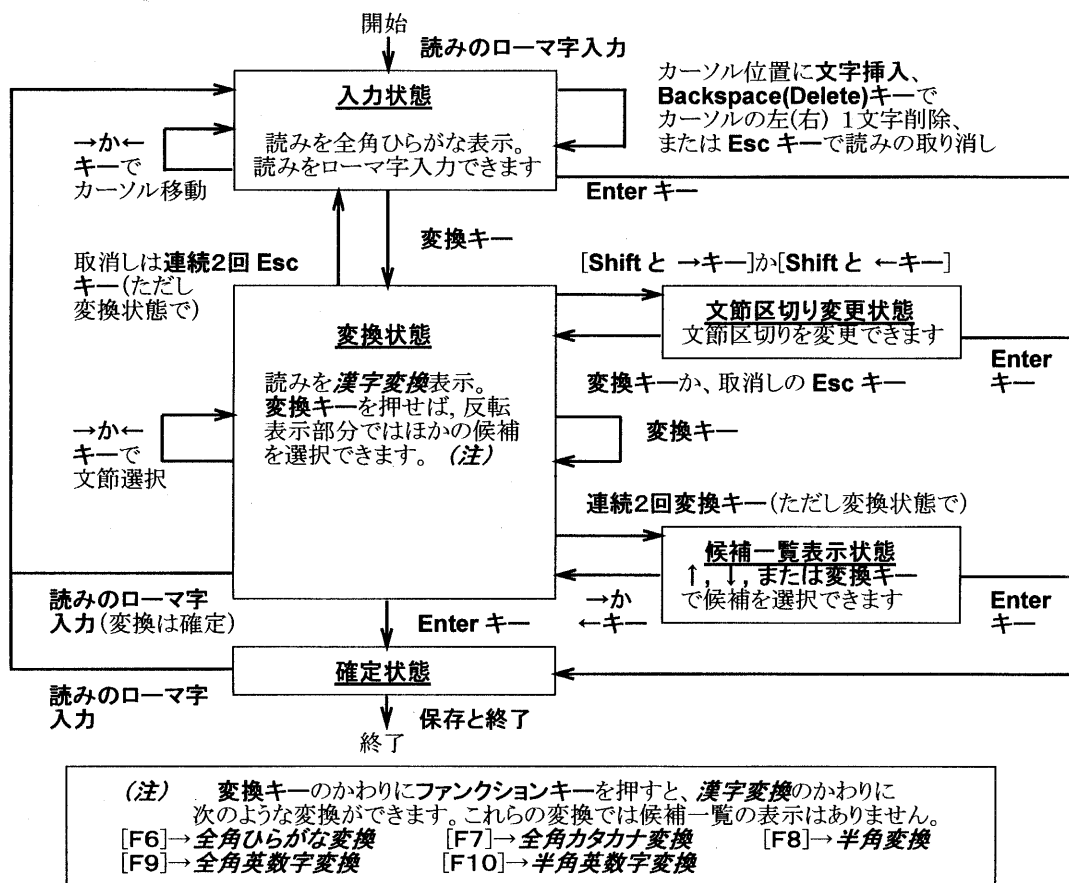 開始
読みのローマ字入力
入力状態
読みを全角ひらがな表示。
読みをローマ字入力できます
カーソル位置に文字挿入、
Backspace(Delete)キーで
カーソルの左(右) 1文字削除、
または Esc キーで読みの取り消し
→か←
キーで
カーソル移動
Enter キー
変換キー
取消しは連続2回 Esc
キー(ただし
変換状態で)
[Shiftと →キー]か[Shiftと ←キー]
文節区切り変更状態
文節区切りを変更できます
Enter
キー
変換キーか、取消しの Esc キー
変換状態
読みを漢字変換表示。
変換キーを押せば, 反転
表示部分ではほかの候補
を選択できます。 (注)
→か←
キーで
文節選択
変換キー
連続2回変換キー(ただし変換状態で)
候補一覧表示状態
↑, ↓, または変換キー
で候補を選択できます
→か
←キー
Enter
キー
読みのローマ字
入力(変換は確定)
Enter キー
確定状態
読みのローマ字
入力
保存と終了
終了
(注) 変換キーのかわりにファンクションキーを押すと、漢字変換のかわりに
次のような変換ができます。これらの変換では候補一覧の表示はありません。
[F6]→全角ひらがな変換 [F7]→全角カタカナ変換 [F8]→半角変換
[F9]→全角英数字変換 [F10]→半角英数字変換